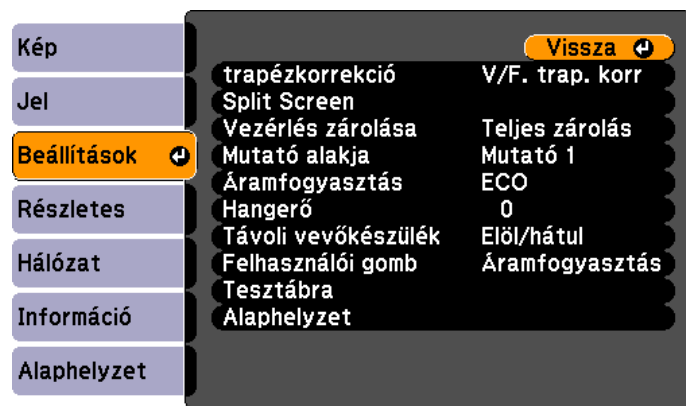 Kép
Jel
Beállítások
Részletes
Hálózat
Információ
Alaphelyzet
Vissza
trapézkorrekció V/F. trap. korr
Split Screen
Vezérlés zárolása Teljes zárolás
Mutató alakja Mutató 1
Áramfogyasztás ECO
Hangerő 0
Távoli vevőkészülék Elöl/hátul
Felhasználói gomb Áramfogyasztás
Tesztábra
Alaphelyzet